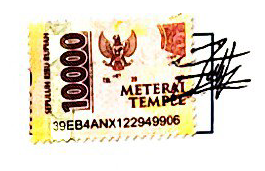 SEPULUH RIBU RUPIAH
10000
METERAI
TEMPEL
39EB4ANX122949906